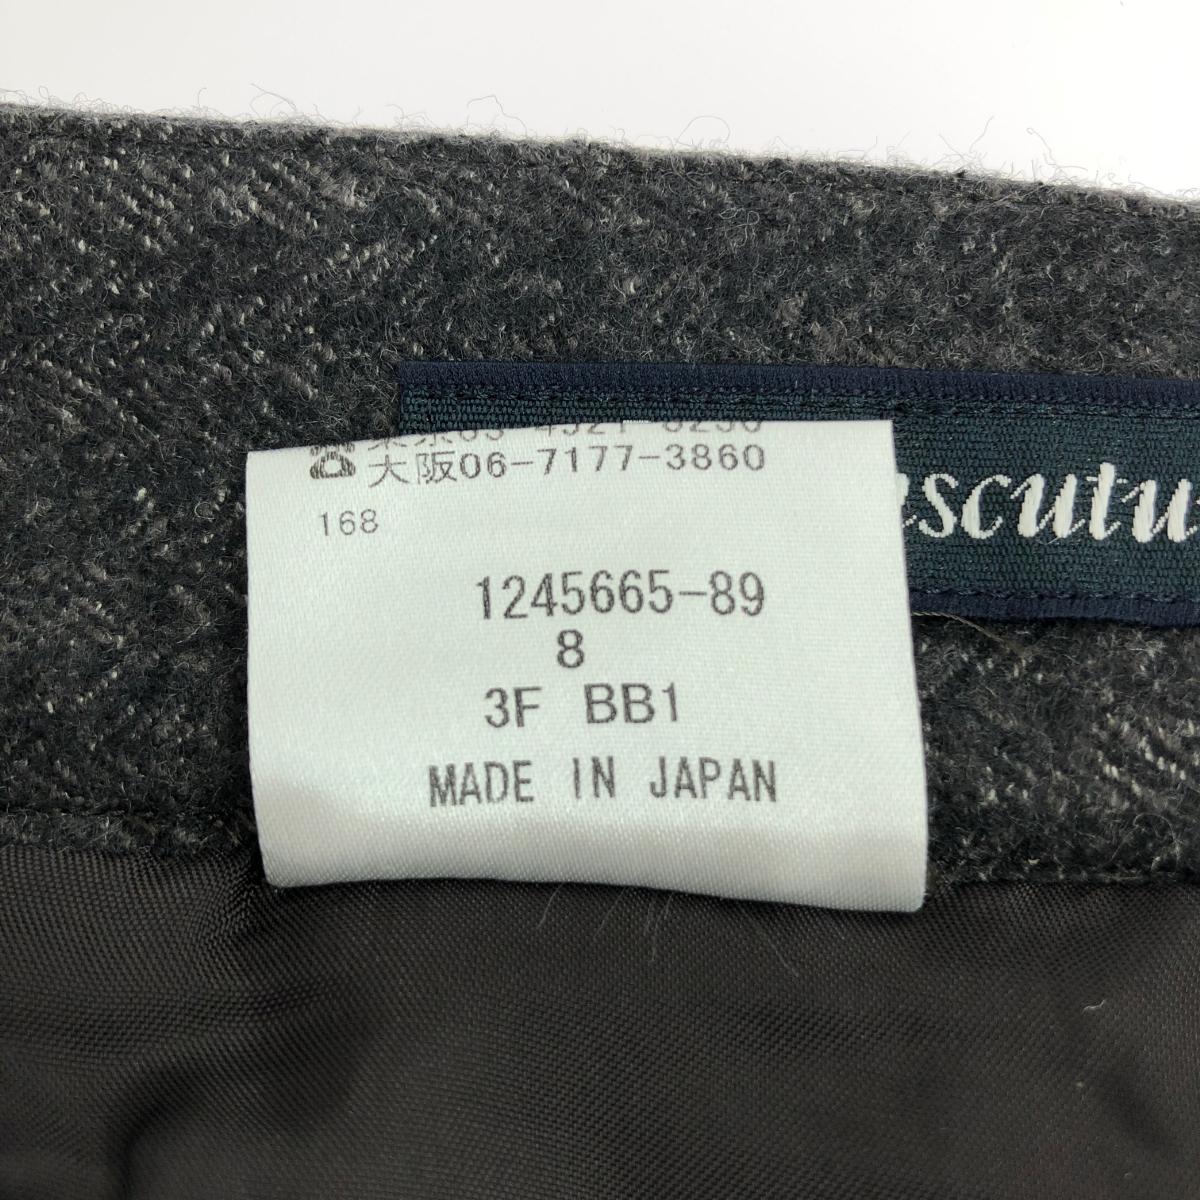 大阪06-7177-3860
168
1245665-89
8
3F BB1
MADE IN JAPAN
scutu